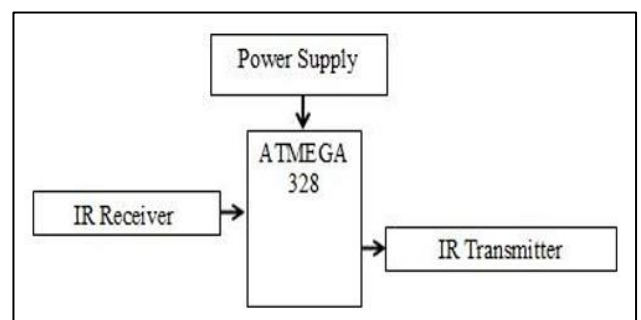 Power Supply
ATMEGA
328
IR Receiver
IR Transmitter